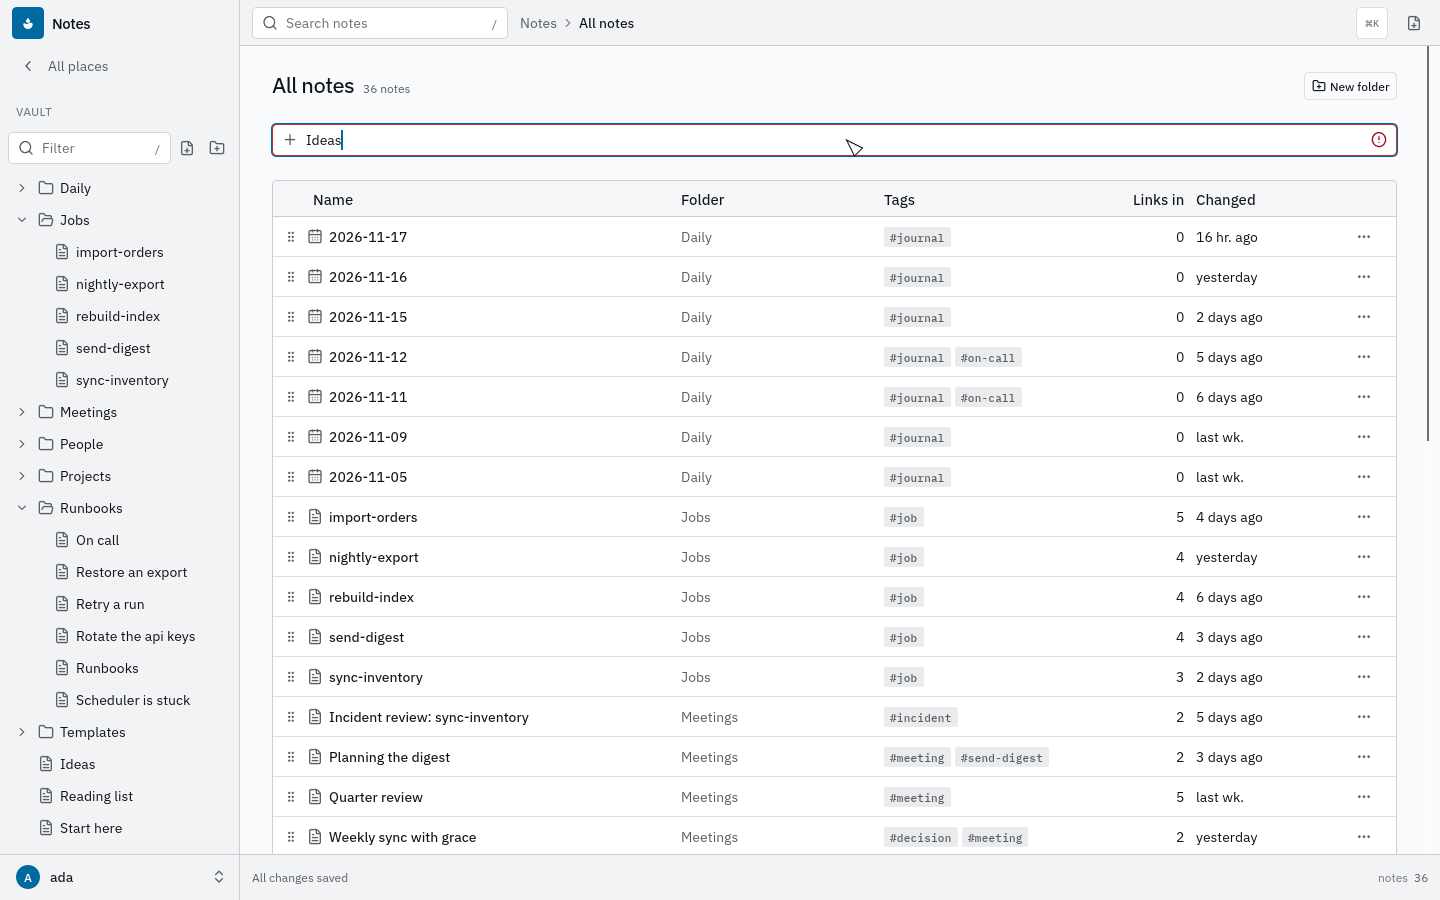 Notes
All places
VAULT
Filter /
Daily
Jobs
import-orders
nightly-export
rebuild-index
send-digest
sync-inventory
Meetings
People
Projects
Runbooks
On call
Restore an export
Retry a run
Rotate the api keys
Runbooks
Scheduler is stuck
Templates
Ideas
Reading list
Start here
A ada
Search notes /
Notes > All notes
⌘K
All notes 36 notes
New folder
Ideas
Name Folder Tags Links in Changed
2026-11-17 Daily #journal 0 16 hr. ago
2026-11-16 Daily #journal 0 yesterday
2026-11-15 Daily #journal 0 2 days ago
2026-11-12 Daily #journal #on-call 0 5 days ago
2026-11-11 Daily #journal #on-call 0 6 days ago
2026-11-09 Daily #journal 0 last wk.
2026-11-05 Daily #journal 0 last wk.
import-orders Jobs #job 5 4 days ago
nightly-export Jobs #job 4 yesterday
rebuild-index Jobs #job 4 6 days ago
send-digest Jobs #job 4 3 days ago
sync-inventory Jobs #job 3 2 days ago
Incident review: sync-inventory Meetings #incident 2 5 days ago
Planning the digest Meetings #meeting #send-digest 2 3 days ago
Quarter review Meetings #meeting 5 last wk.
Weekly sync with grace Meetings #decision #meeting 2 yesterday
All changes saved
notes 36